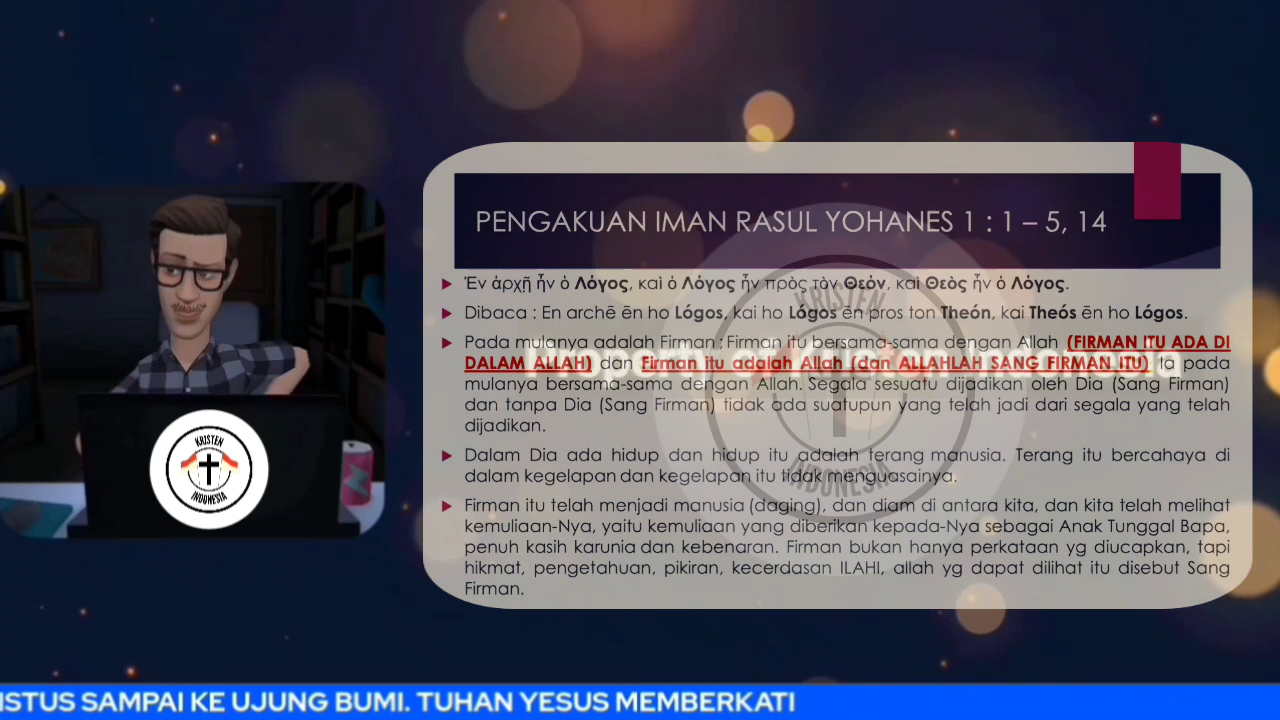 PENGAKUAN IMAN RASUL YOHANES 1 : 1 – 5, 14
Ἐν ἀρχῇ ἦν ὁ Λόγος, καὶ ὁ Λόγος ἦν πρὸς τὸν Θεόν, καὶ Θεὸς ἦν ὁ Λόγος.
Dibaca : En archē ēn ho Lógos, kai ho Lógos ēn pros ton Theón, kai Theós ēn ho Lógos.
Pada mulanya adalah Firman ; Firman itu bersama-sama dengan Allah (FIRMAN ITU ADA DI
DALAM ALLAH) dan Firman itu adalah Allah (dan ALLAHLAH SANG FIRMAN ITU) Ia pada
mulanya bersama-sama dengan Allah. Segala sesuatu dijadikan oleh Dia (Sang Firman)
dan tanpa Dia (Sang Firman) tidak ada suatupun yang telah jadi dari segala yang telah
dijadikan.
Dalam Dia ada hidup dan hidup itu adalah terang manusia. Terang itu bercahaya di
dalam kegelapan dan kegelapan itu tidak menguasainya.
Firman itu telah menjadi manusia (daging), dan diam di antara kita, dan kita telah melihat
kemuliaan-Nya, yaitu kemuliaan yang diberikan kepada-Nya sebagai Anak Tunggal Bapa,
penuh kasih karunia dan kebenaran. Firman bukan hanya perkataan yg diucapkan, tapi
hikmat, pengetahuan, pikiran, kecerdasan ILAHI, allah yg dapat dilihat itu disebut Sang
Firman.
KRISTEN
INDONESIA
KRISTEN
INDONESIA
ISTUS SAMPAI KE UJUNG BUMI. TUHAN YESUS MEMBERKATI